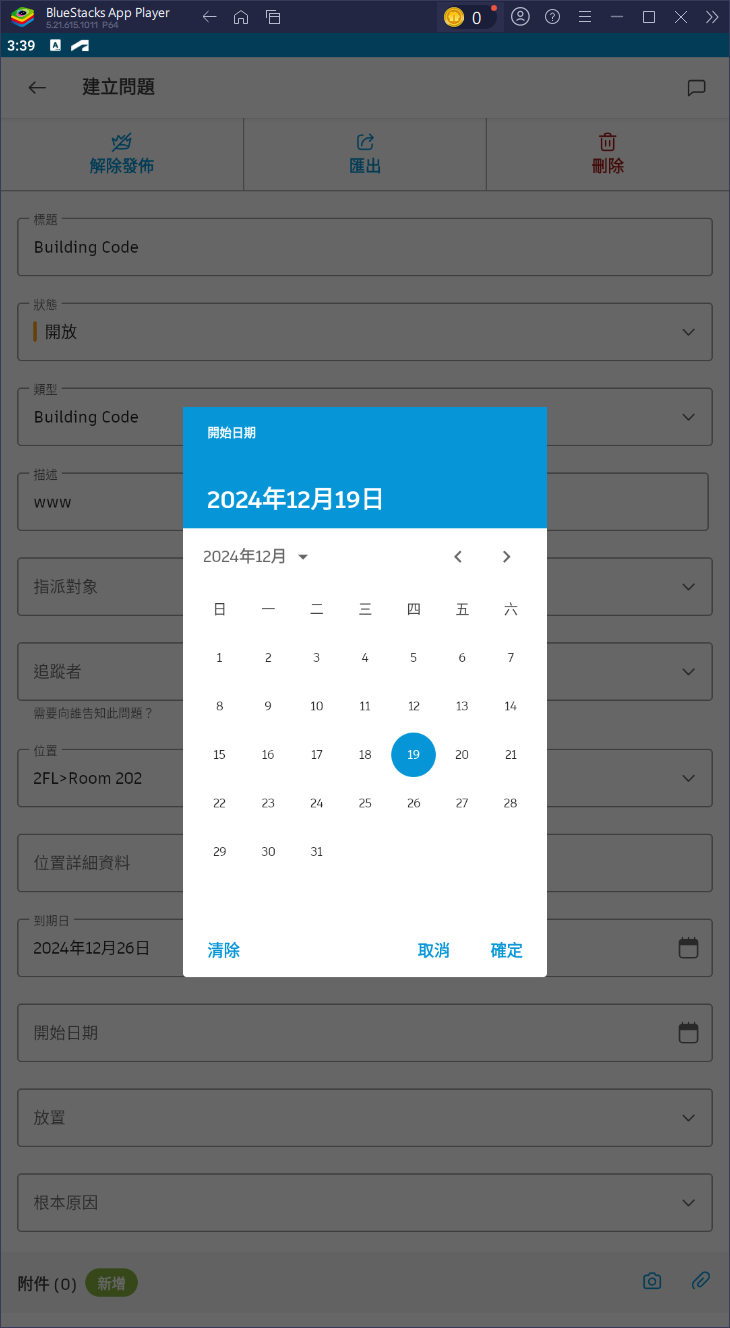 BlueStacks App Player
5.21.615.1011 P64
0
3:39
建立問題
解除發佈
匯出
刪除
標題
Building Code
狀態
開放
類型
Building Code
描述
www
指派對象
追蹤者
需要向誰告知此問題？
位置
2FL>Room 202
位置詳細資料
到期日
2024年12月26日
開始日期
放置
根本原因
附件 (0) 新增
開始日期
2024年12月19日
2024年12月
日 一 二 三 四 五 六
1 2 3 4 5 6 7
8 9 10 11 12 13 14
15 16 17 18 19 20 21
22 23 24 25 26 27 28
29 30 31
清除 取消 確定